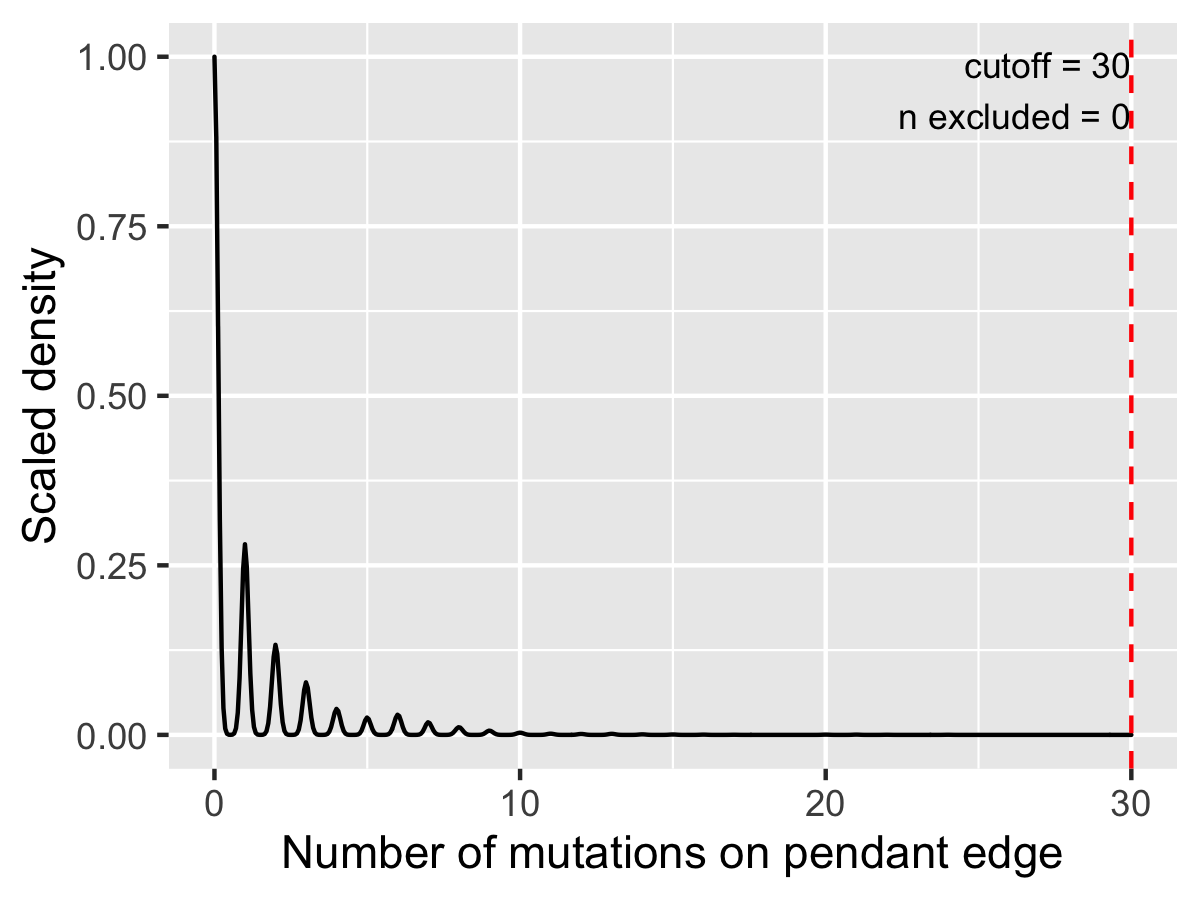 cutoff = 30
n excluded = 0
1.00
0.75
0.50
0.25
0.00
Scaled density
0 10 20 30
Number of mutations on pendant edge